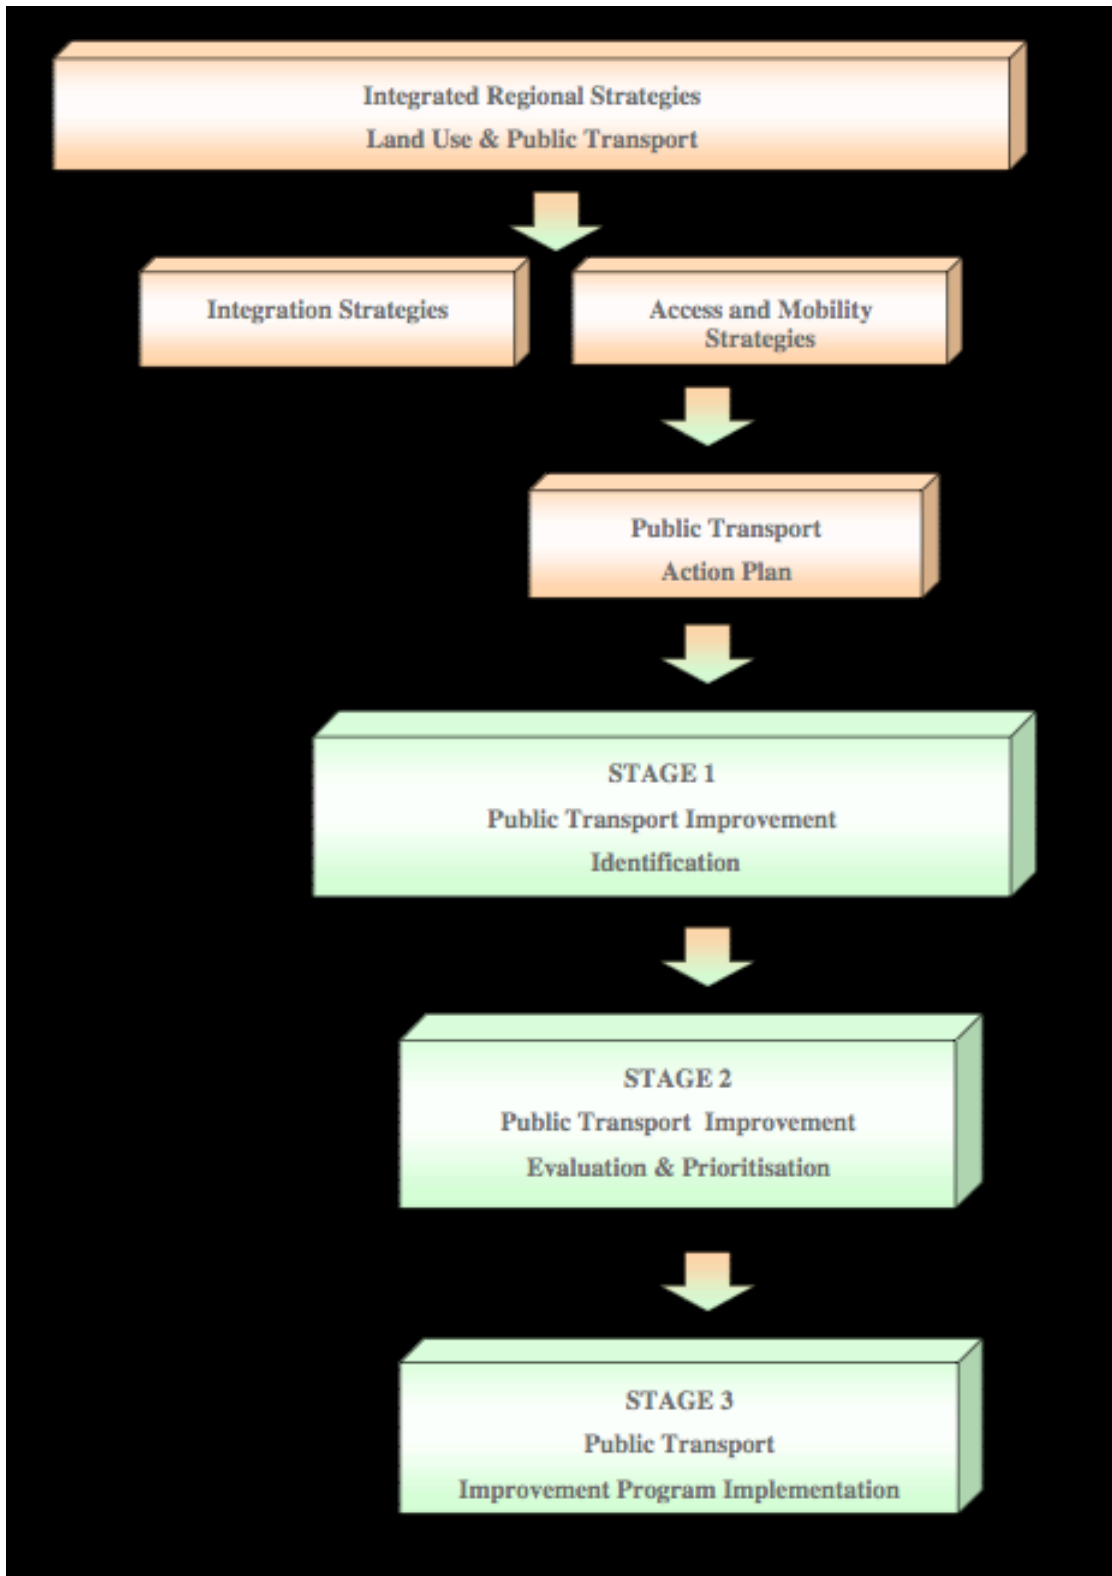 Integrated Regional Strategies
Land Use & Public Transport
Integration Strategies
Access and Mobility
Strategies
Public Transport
Action Plan
STAGE 1
Public Transport Improvement
Identification
STAGE 2
Public Transport  Improvement
Evaluation & Prioritisation
STAGE 3
Public Transport
Improvement Program Implementation